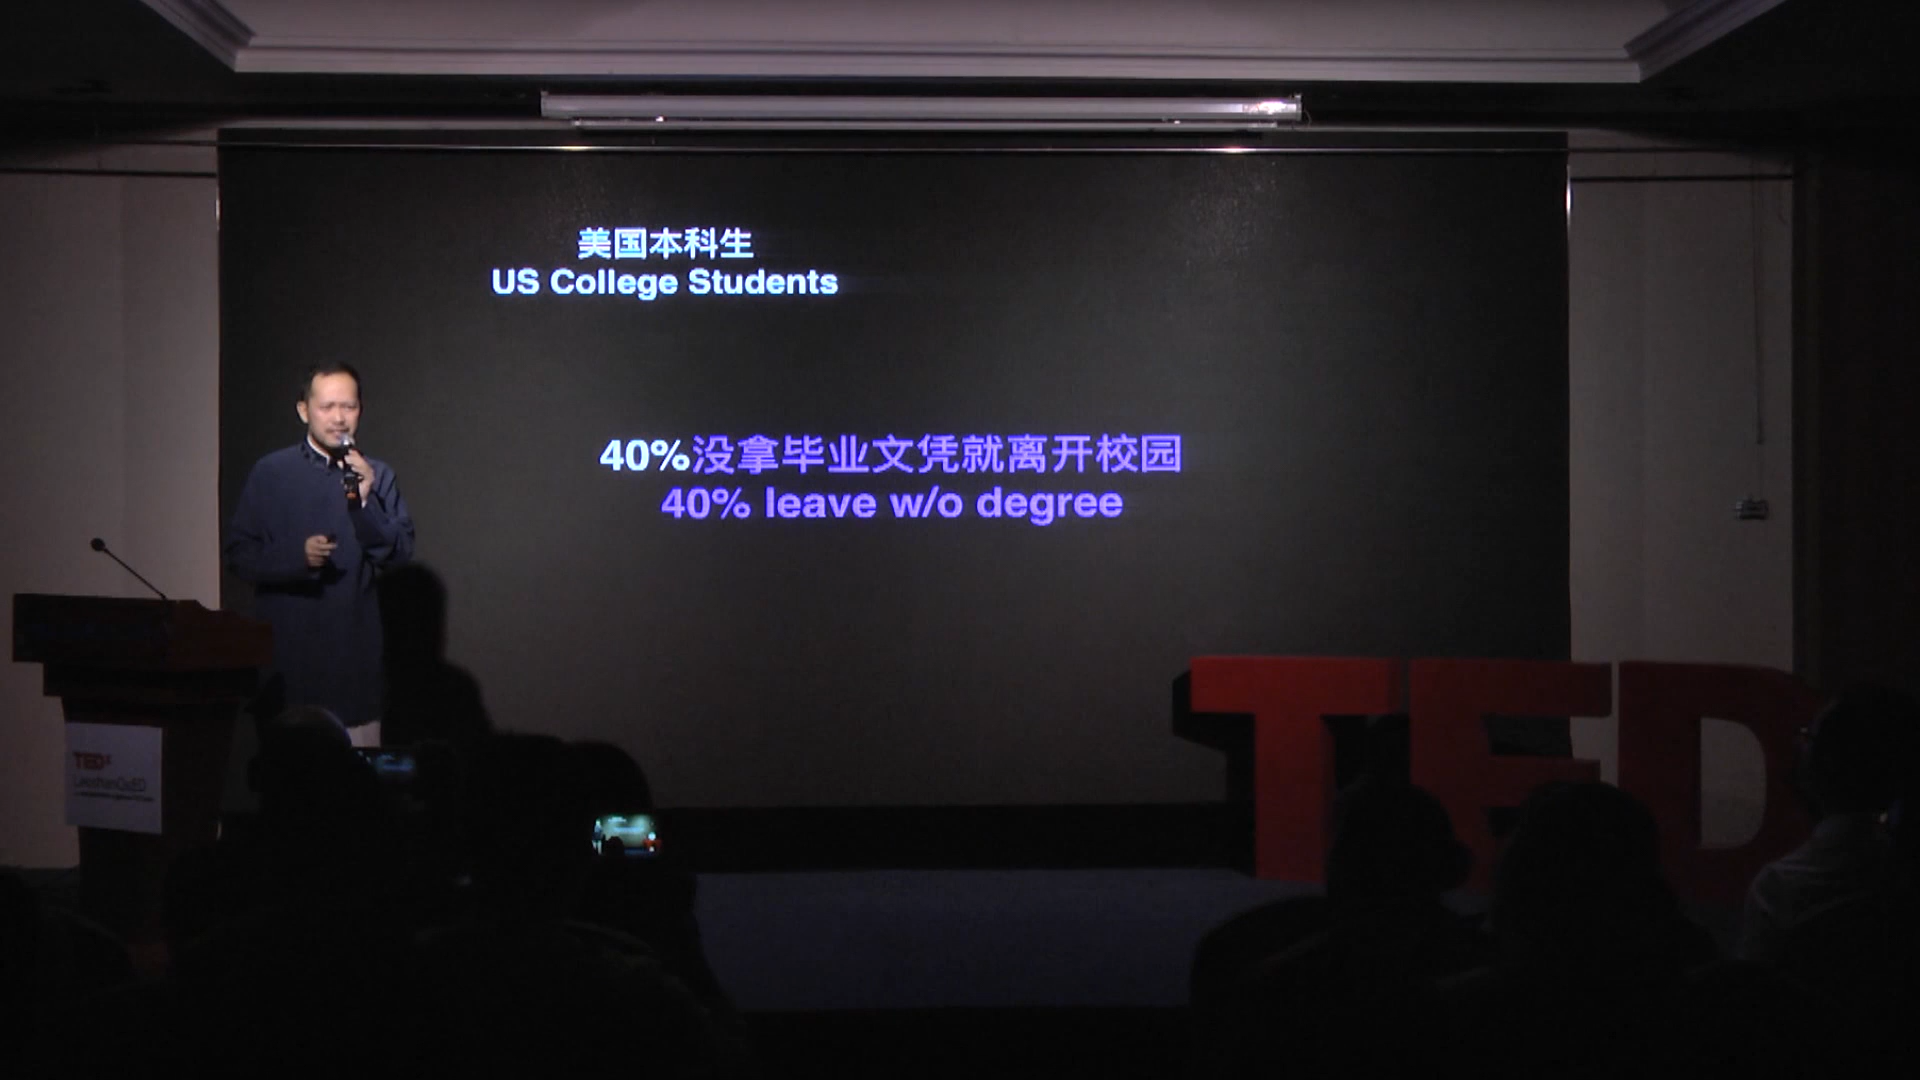 美国本科生
US College Students
40%没拿毕业文凭就离开校园
40% leave w/o degree
TED
TEDx